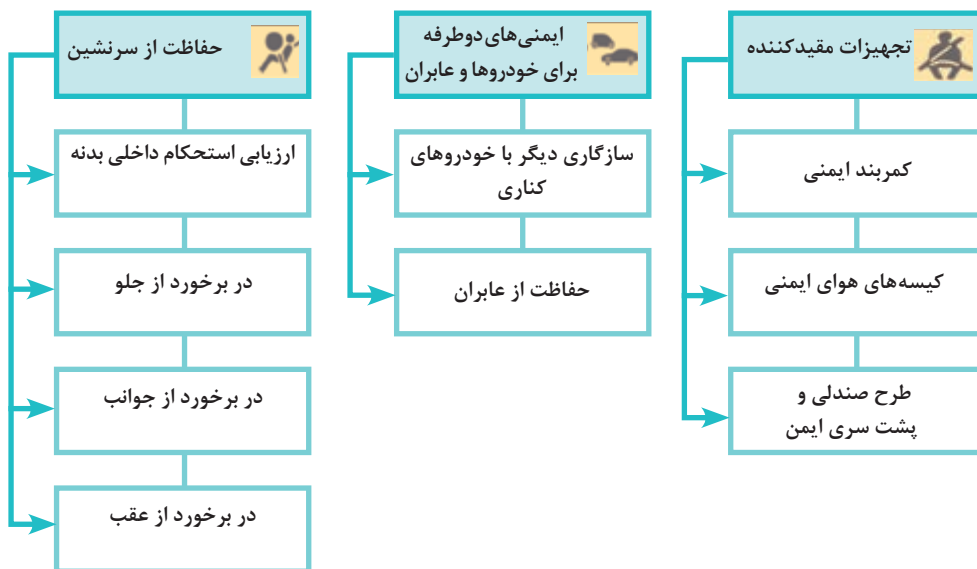 تجهیزات مقیدکننده
کمربند ایمنی
کیسه‌های هوای ایمنی
طرح صندلی و
پشت سری ایمن
ایمنی‌های دوطرفه
برای خودروها و عابران
سازگاری دیگر با خودروهای
کناری
حفاظت از عابران
حفاظت از سرنشین
ارزیابی استحکام داخلی بدنه
در برخورد از جلو
در برخورد از جوانب
در برخورد از عقب